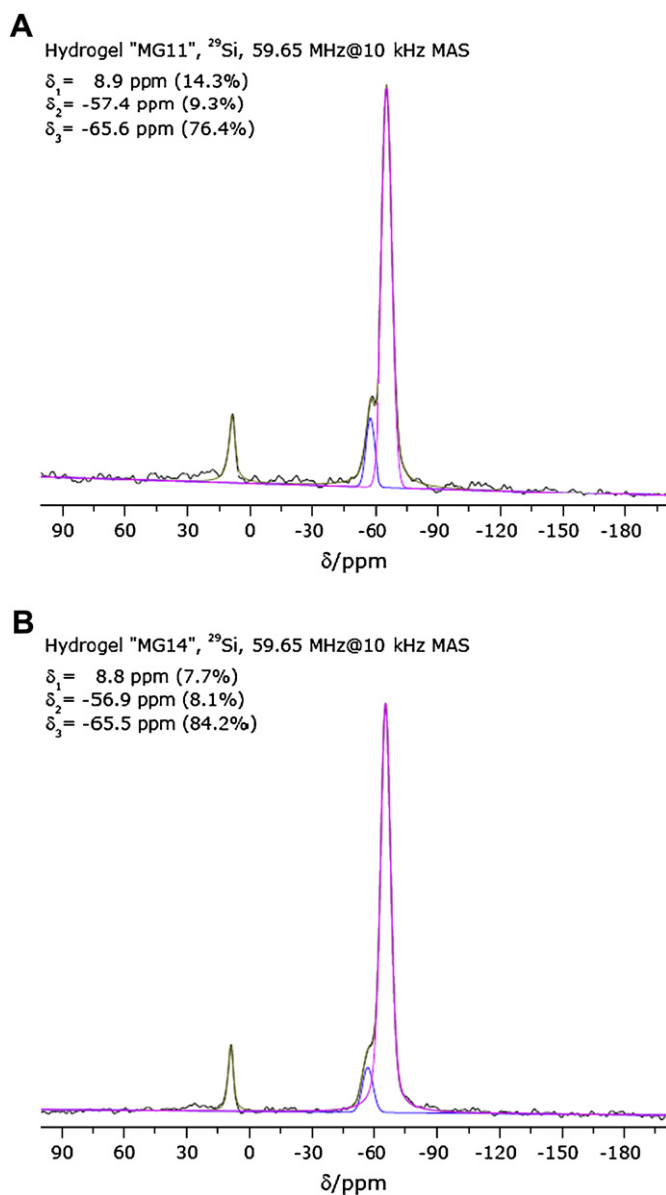 A
Hydrogel "MG11", ²⁹Si, 59.65 MHz@10 kHz MAS
δ₁= 8.9 ppm (14.3%)
δ₂= -57.4 ppm (9.3%)
δ₃= -65.6 ppm (76.4%)
90 60 30 0 -30 -60 -90 -120 -150 -180
δ/ppm
B
Hydrogel "MG14", ²⁹Si, 59.65 MHz@10 kHz MAS
δ₁= 8.8 ppm (7.7%)
δ₂= -56.9 ppm (8.1%)
δ₃= -65.5 ppm (84.2%)
90 60 30 0 -30 -60 -90 -120 -150 -180
δ/ppm